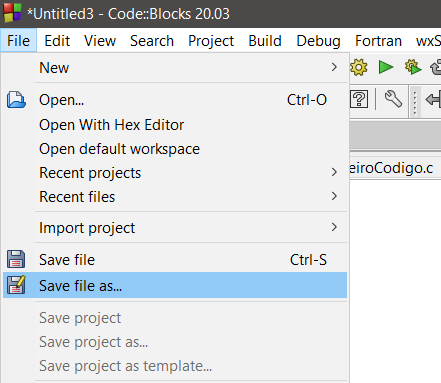 *Untitled3 - Code::Blocks 20.03
File Edit View Search Project Build Debug Fortran wxS
New
Open... Ctrl-O
Open With Hex Editor
Open default workspace
Recent projects
eiroCodigo.c
Recent files
Import project
Save file Ctrl-S
Save file as...
Save project
Save project as...
Save project as template...